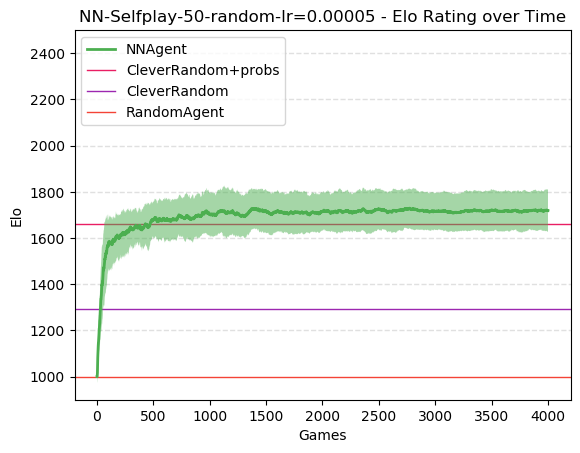 NN-Selfplay-50-random-lr=0.00005 - Elo Rating over Time
NNAgent
CleverRandom+probs
CleverRandom
RandomAgent
Elo
2400
2200
2000
1800
1600
1400
1200
1000
0 500 1000 1500 2000 2500 3000 3500 4000
Games